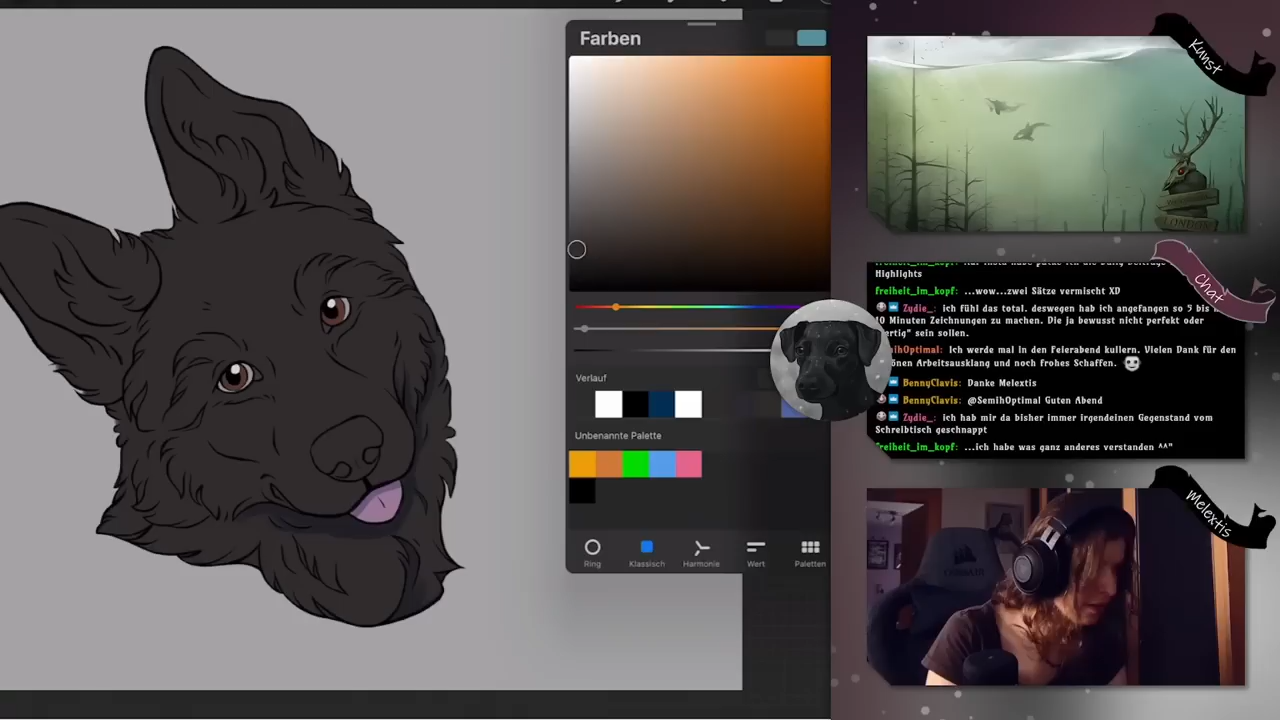 Farben
Verlauf
Unbenannte Palette
Ring
Klassisch
Harmonie
Wert
Paletten
Kunst
LONDON
Chat
Highlights
freiheit_im_kopf: ...wow...zwei Sätze vermischt XD
Zydie_: ich fühl das total. deswegen hab ich angefangen so 5 bis
10 Minuten Zeichnungen zu machen. Die ja bewusst nicht perfekt oder
sein sollen.
Ich werde mal in den Feierabend kullern. Vielen Dank für den
Arbeitsausklang und noch frohes Schaffen.
BennyClavis: Danke Melextis
BennyClavis: @SemihOptimal Guten Abend
Zydie_: ich hab mir da bisher immer irgendeinen Gegenstand vom
Schreibtisch geschnappt
freiheit_im_kopf: ...ich habe was ganz anderes verstanden ^^"
Melextis
CORSAIR